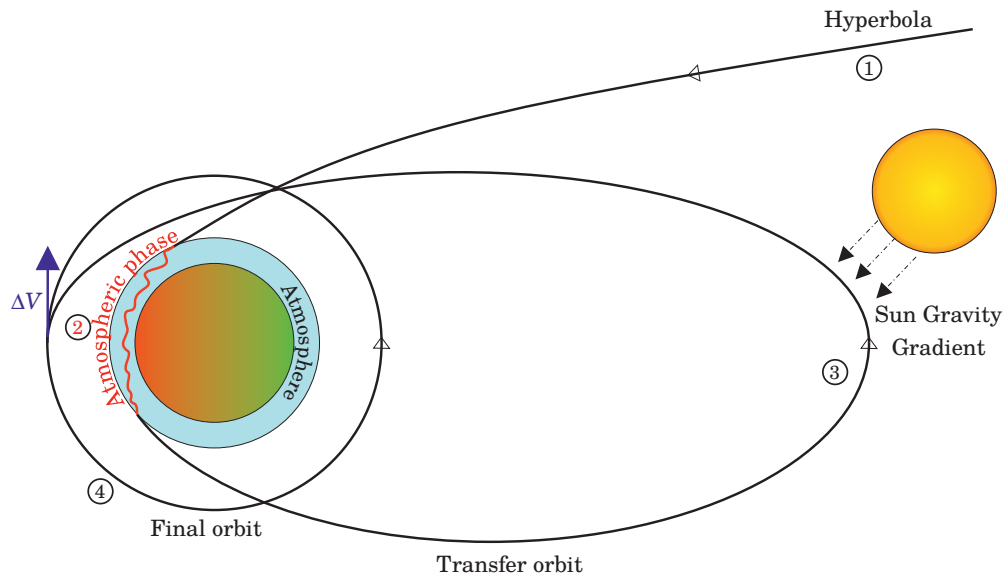 Hyperbola
1
Atmospheric phase
Atmosphere
ΔV
2
Sun Gravity
Gradient
3
4
Final orbit
Transfer orbit